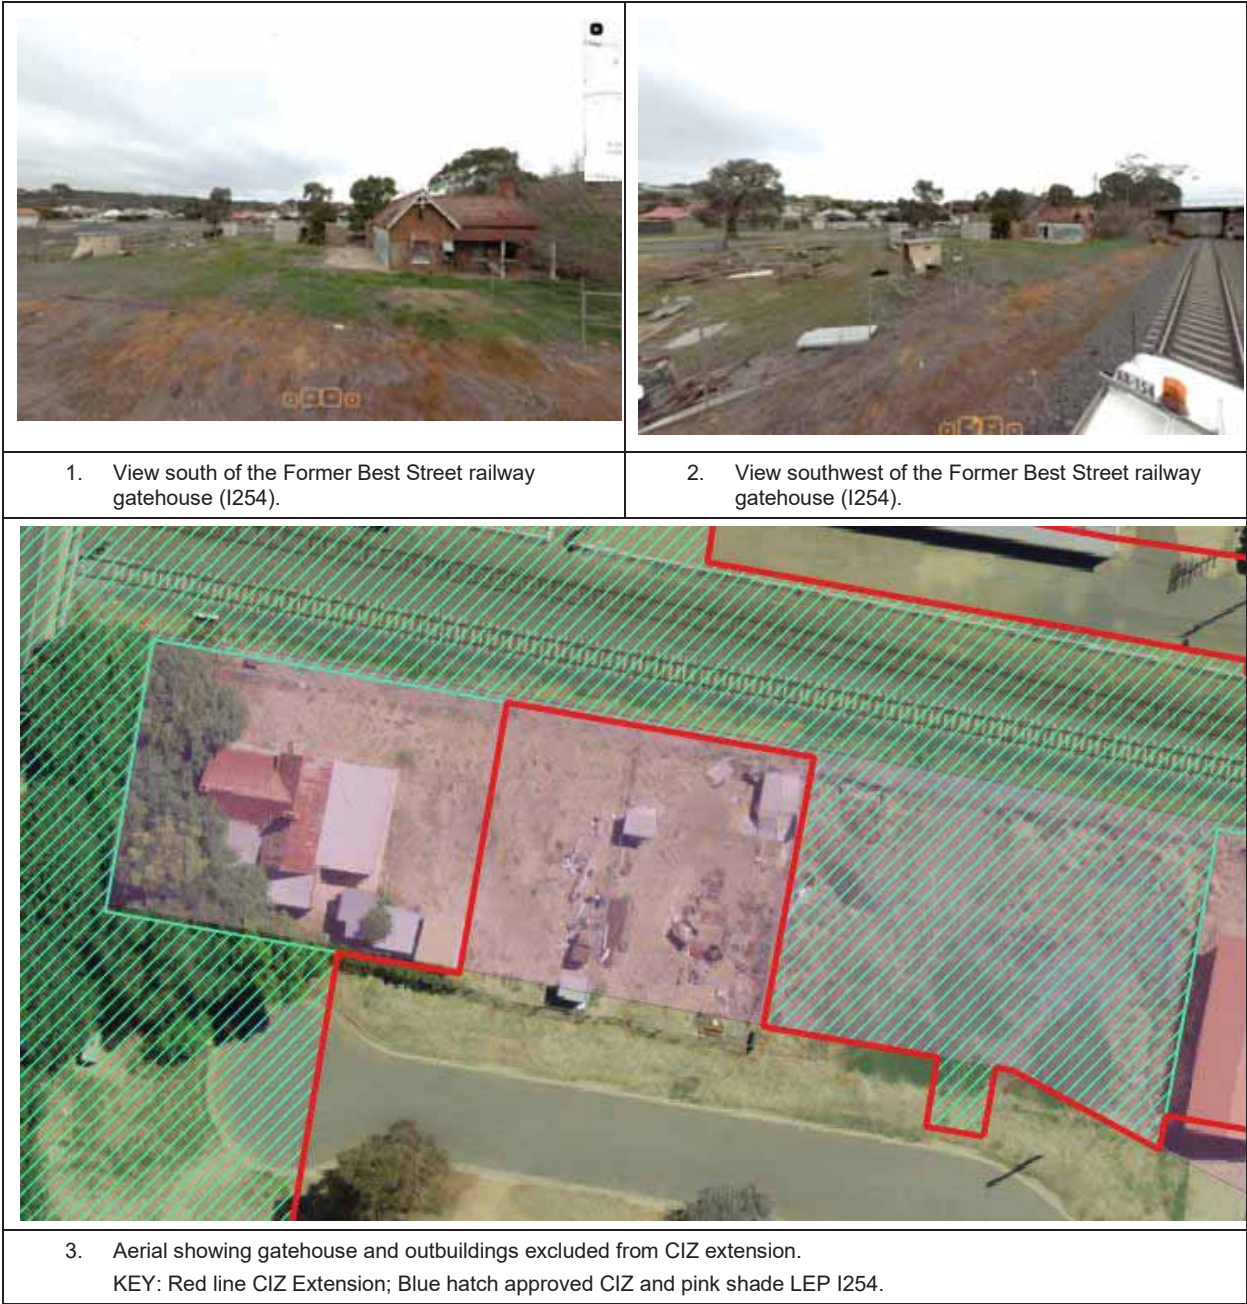 1. View south of the Former Best Street railway
gatehouse (I254).
2. View southwest of the Former Best Street railway
gatehouse (I254).
3. Aerial showing gatehouse and outbuildings excluded from CIZ extension.
KEY: Red line CIZ Extension; Blue hatch approved CIZ and pink shade LEP I254.